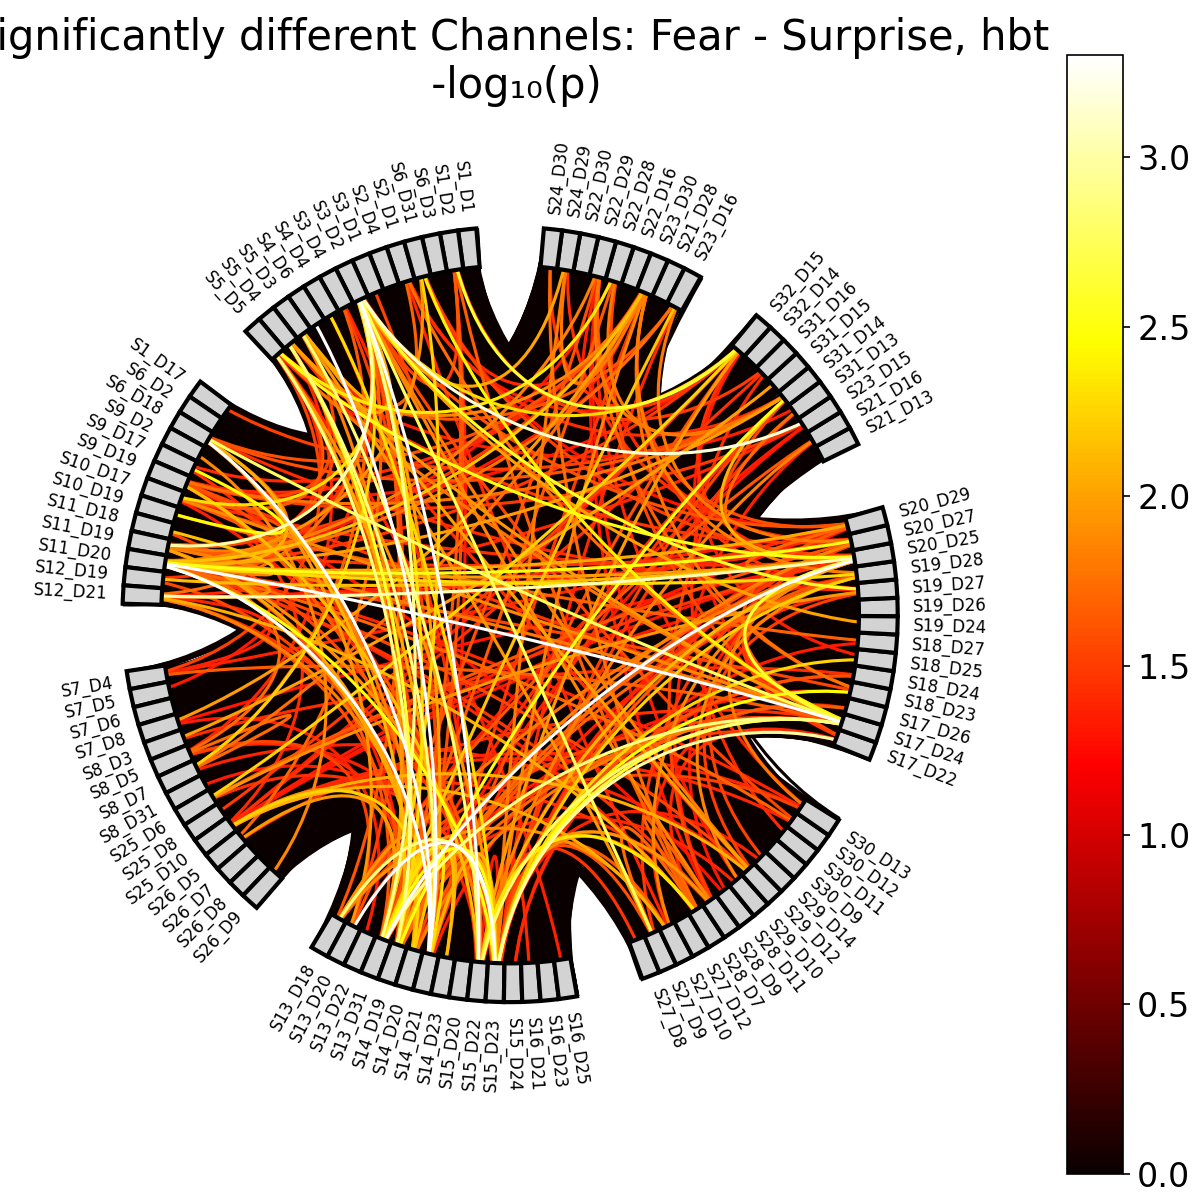 ignificantly different Channels: Fear - Surprise, hbt
-log₁₀(p)
S24_D30
S24_D29
S22_D30
S22_D29
S22_D28
S22_D16
S23_D30
S21_D28
S23_D16
S32_D15
S32_D14
S31_D16
S31_D15
S31_D14
S31_D13
S23_D15
S21_D16
S21_D13
S20_D29
S20_D27
S20_D25
S19_D28
S19_D27
S19_D26
S19_D24
S18_D27
S18_D25
S18_D24
S18_D23
S17_D26
S17_D24
S17_D22
S30_D13
S30_D12
S30_D11
S30_D9
S29_D14
S29_D12
S29_D10
S28_D11
S28_D9
S28_D7
S27_D12
S27_D10
S27_D9
S27_D8
S16_D25
S16_D23
S16_D21
S15_D24
S15_D23
S15_D22
S15_D20
S14_D23
S14_D21
S14_D20
S14_D19
S13_D31
S13_D22
S13_D20
S13_D18
S26_D9
S26_D8
S26_D7
S26_D5
S25_D10
S25_D8
S25_D6
S8_D31
S8_D7
S8_D5
S8_D3
S7_D8
S7_D6
S7_D5
S7_D4
S12_D21
S12_D19
S11_D20
S11_D19
S11_D18
S10_D19
S10_D17
S9_D19
S9_D17
S9_D2
S6_D18
S6_D2
S1_D17
S5_D5
S5_D4
S5_D3
S4_D6
S4_D4
S3_D4
S3_D2
S3_D1
S2_D4
S2_D1
S6_D31
S6_D3
S1_D2
S1_D1
3.0
2.5
2.0
1.5
1.0
0.5
0.0